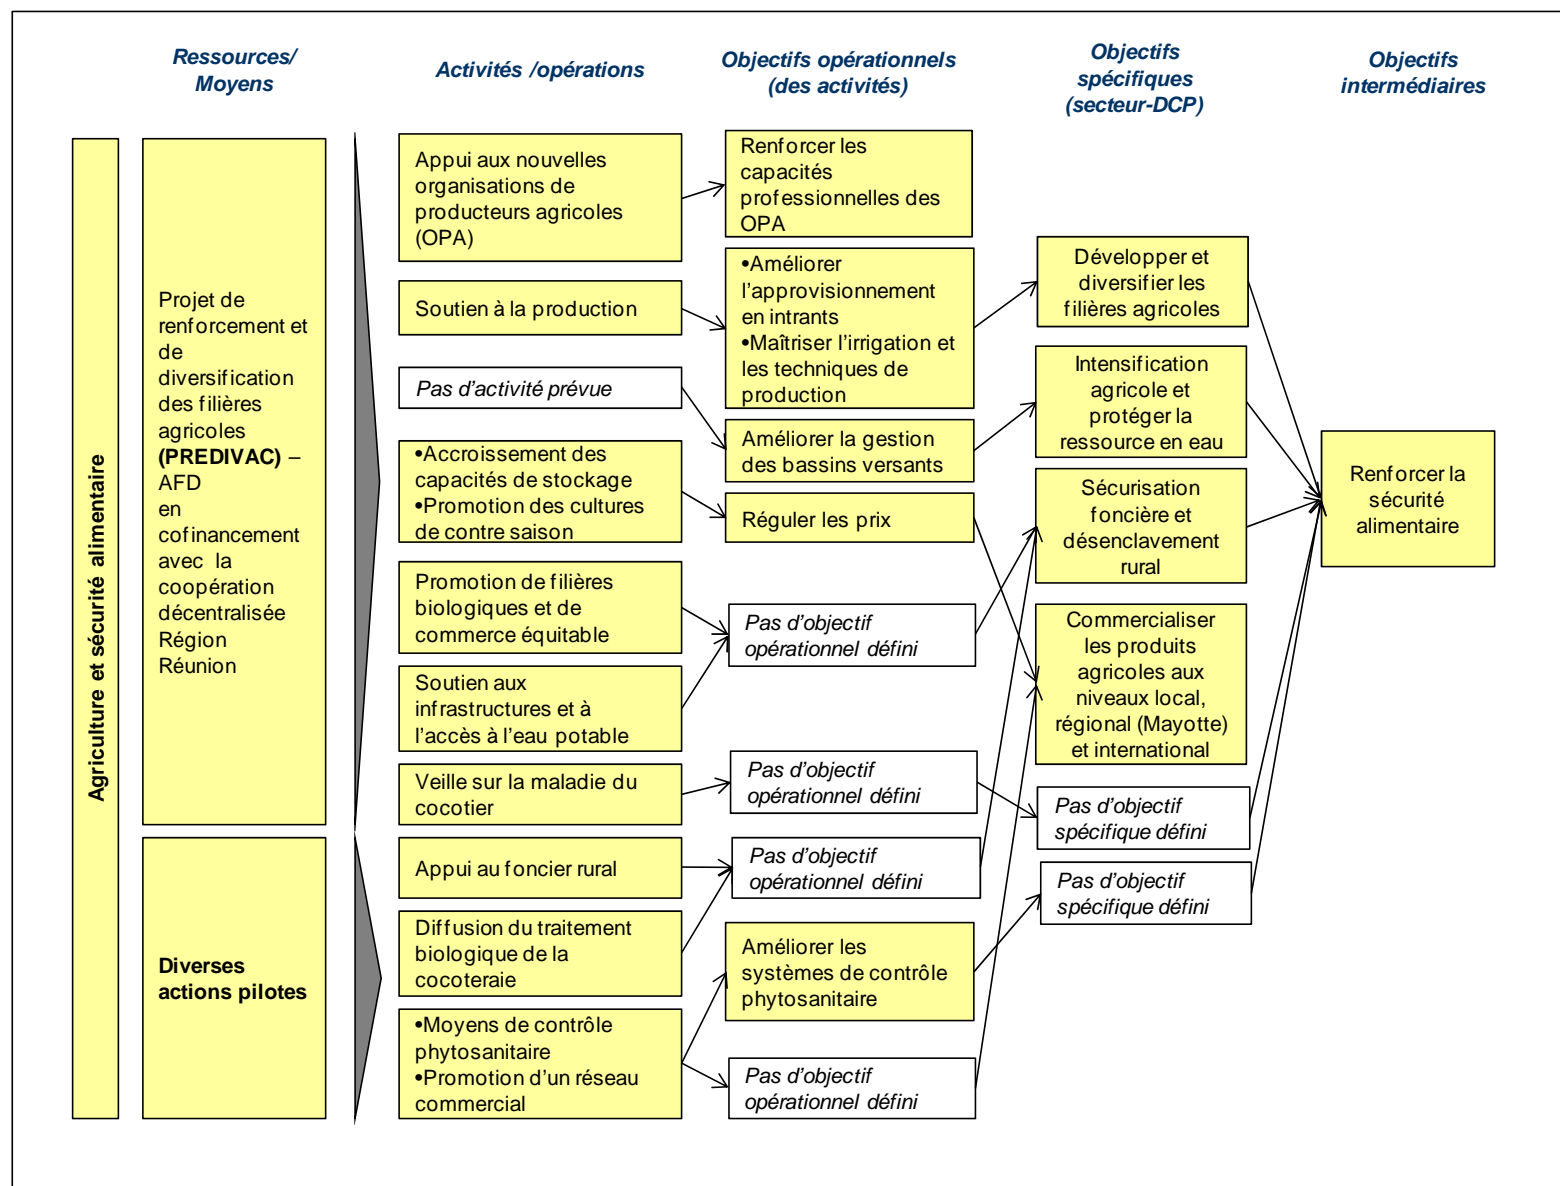 Ressources/
Moyens
Activités /opérations
Objectifs opérationnels
(des activités)
Objectifs
spécifiques
(secteur-DCP)
Objectifs
intermédiaires
Agriculture et sécurité alimentaire
Projet de
renforcement et
de
diversification
des filières
agricoles
(PREDIVAC) –
AFD
en
cofinancement
avec la
coopération
décentralisée
Région
Réunion
Diverses
actions pilotes
Appui aux nouvelles
organisations de
producteurs agricoles
(OPA)
Soutien à la production
Pas d’activité prévue
•Accroissement des
capacités de stockage
•Promotion des cultures
de contre saison
Promotion de filières
biologiques et de
commerce équitable
Soutien aux
infrastructures et à
l’accès à l’eau potable
Veille sur la maladie du
cocotier
Appui au foncier rural
Diffusion du traitement
biologique de la
cocoteraie
•Moyens de contrôle
phytosanitaire
•Promotion d’un réseau
commercial
Renforcer les
capacités
professionnelles des
OPA
•Améliorer
l’approvisionnement
en intrants
•Maîtriser l’irrigation et
les techniques de
production
Améliorer la gestion
des bassins versants
Réguler les prix
Pas d’objectif
opérationnel défini
Pas d’objectif
opérationnel défini
Pas d’objectif
opérationnel défini
Améliorer les
systèmes de contrôle
phytosanitaire
Pas d’objectif
opérationnel défini
Développer et
diversifier les
filières agricoles
Intensification
agricole et
protéger la
ressource en eau
Sécurisation
foncière et
désenclavement
rural
Commercialiser
les produits
agricoles aux
niveaux local,
régional (Mayotte)
et international
Pas d’objectif
spécifique défini
Pas d’objectif
spécifique défini
Renforcer la
sécurité
alimentaire